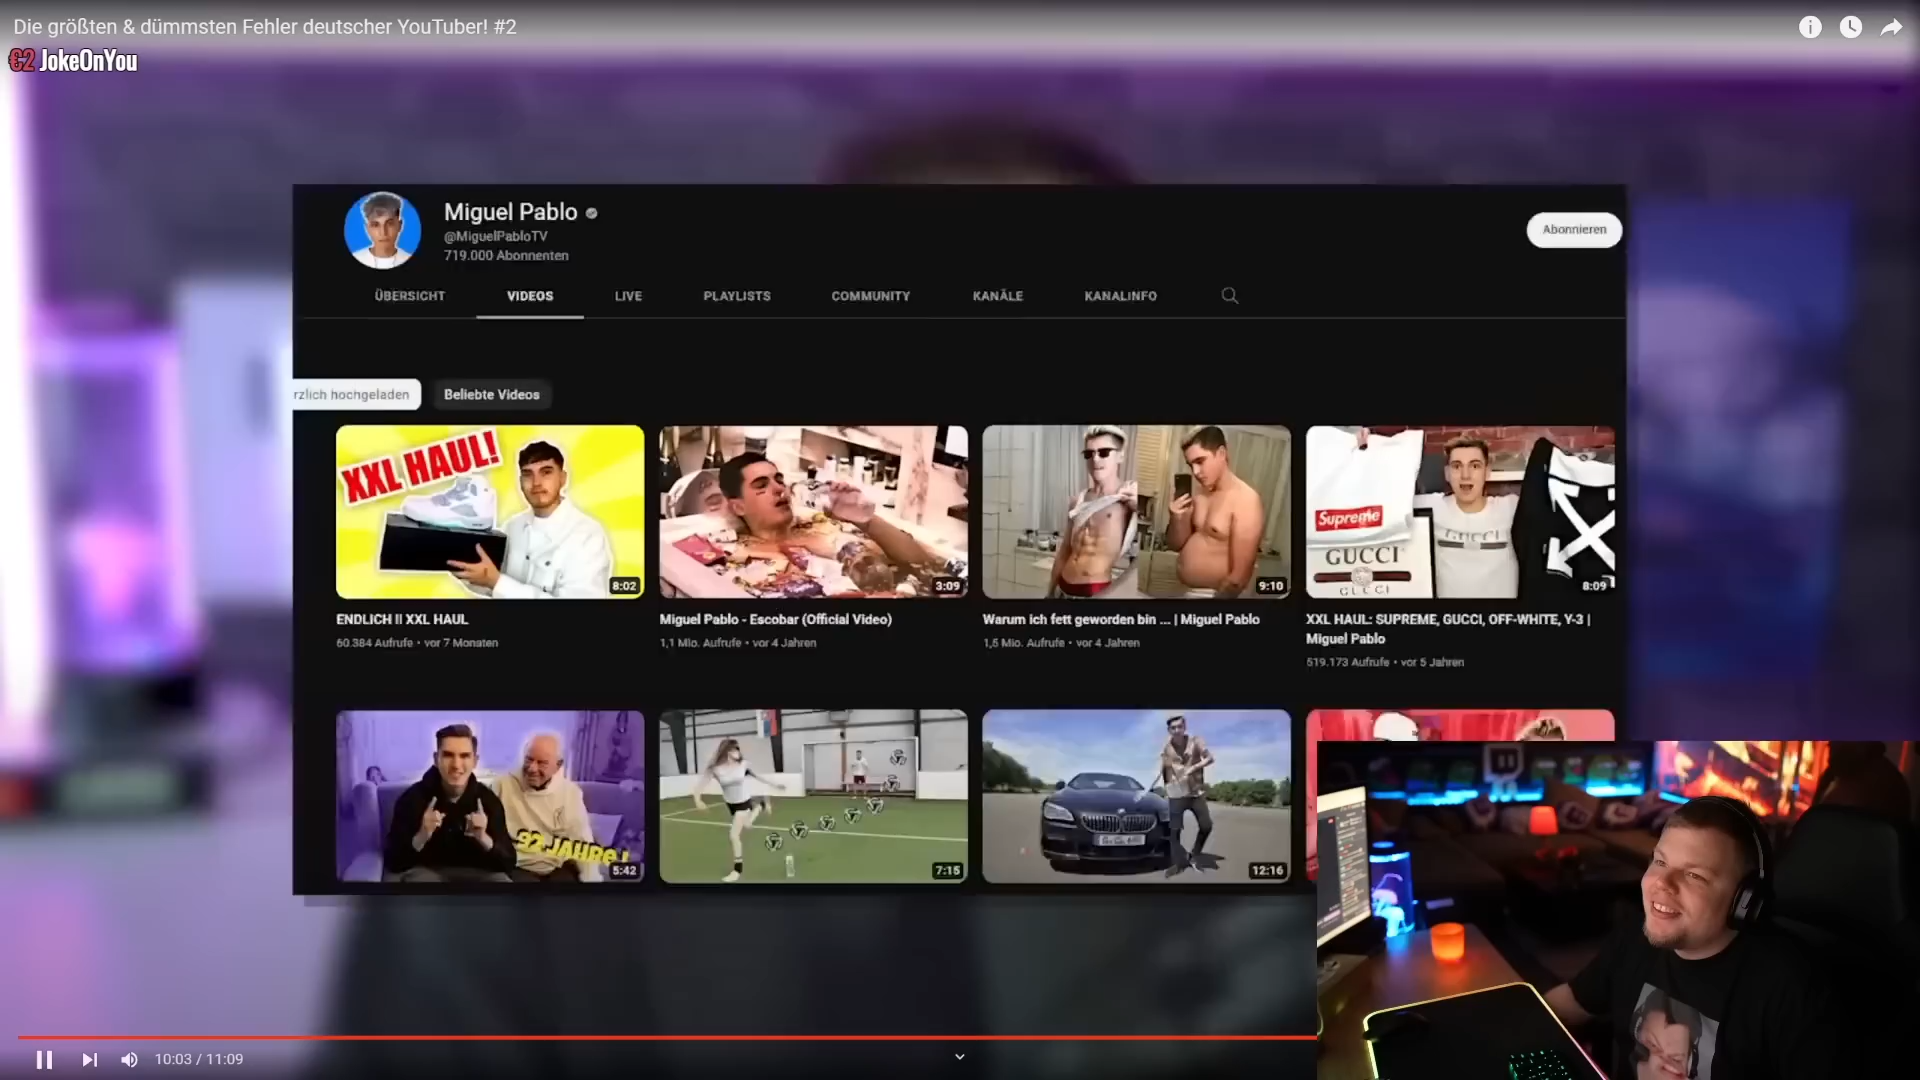 Die größten & dümmsten Fehler deutscher YouTuber! #2
€2 JokeOnYou
Miguel Pablo
@MiguelPabloTV
719.000 Abonnenten
Abonnieren
ÜBERSICHT VIDEOS LIVE PLAYLISTS COMMUNITY KANÄLE KANALINFO
rzlich hochgeladen Beliebte Videos
XXL HAUL!
8:02
3:09
9:10
Supreme
GUCCI
GUCCI
GUCCI
8:09
ENDLICH II XXL HAUL
60.384 Aufrufe • vor 7 Monaten
Miguel Pablo - Escobar (Official Video)
1,1 Mio. Aufrufe • vor 4 Jahren
Warum ich fett geworden bin ... | Miguel Pablo
1,5 Mio. Aufrufe • vor 4 Jahren
XXL HAUL: SUPREME, GUCCI, OFF-WHITE, Y-3 |
Miguel Pablo
519.173 Aufrufe • vor 5 Jahren
92 JAHRE!
5:42
7:15
12:16
10:03 / 11:09